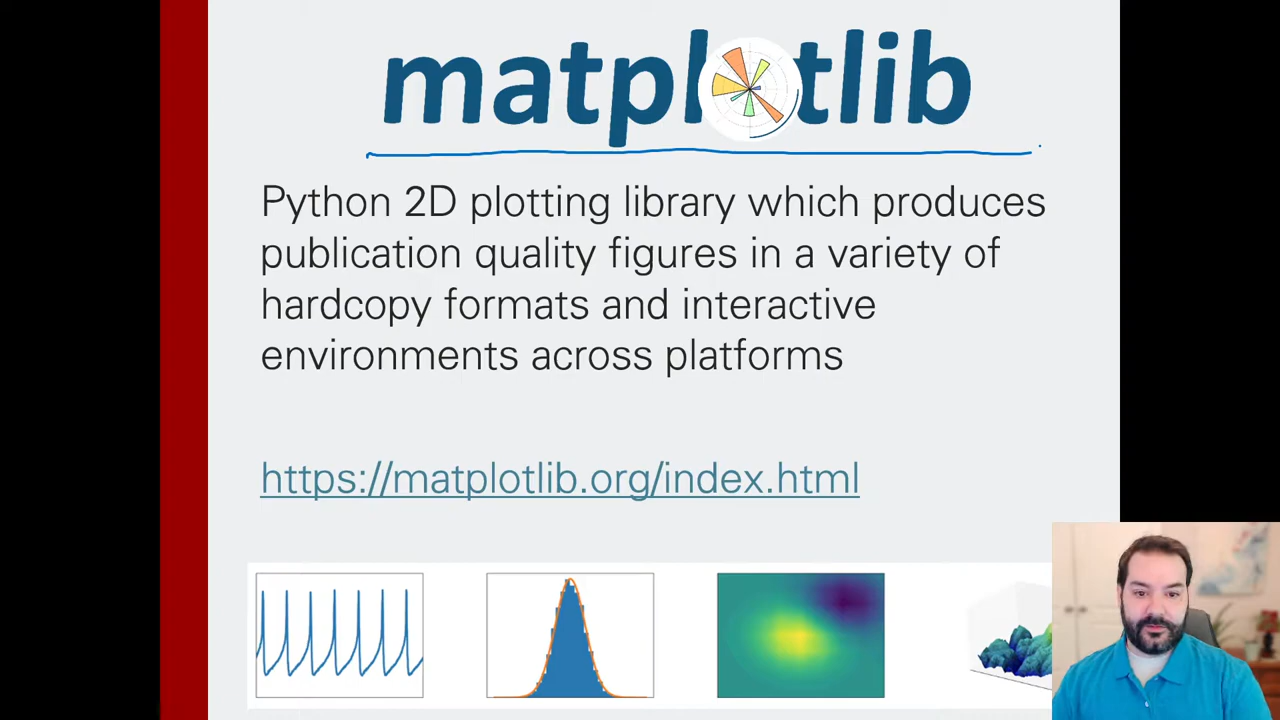 matplotlib
Python 2D plotting library which produces
publication quality figures in a variety of
hardcopy formats and interactive
environments across platforms
https://matplotlib.org/index.html